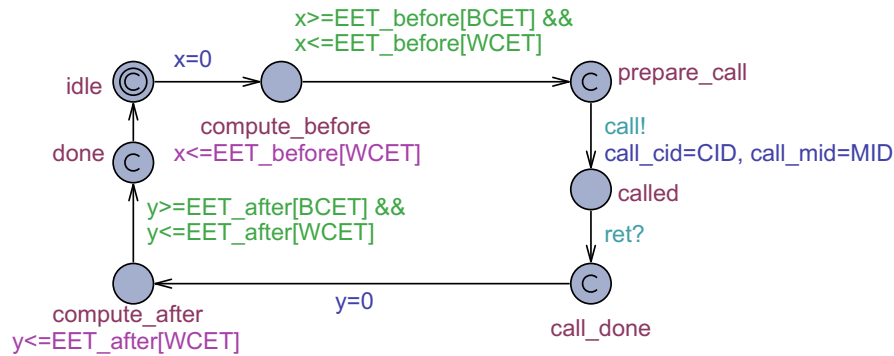 x>=EET_before[BCET] &&
x<=EET_before[WCET]
x=0
idle
C
C
prepare_call
compute_before
x<=EET_before[WCET]
call!
call_cid=CID, call_mid=MID
done
C
called
y>=EET_after[BCET] &&
y<=EET_after[WCET]
ret?
C
y=0
compute_after
y<=EET_after[WCET]
call_done